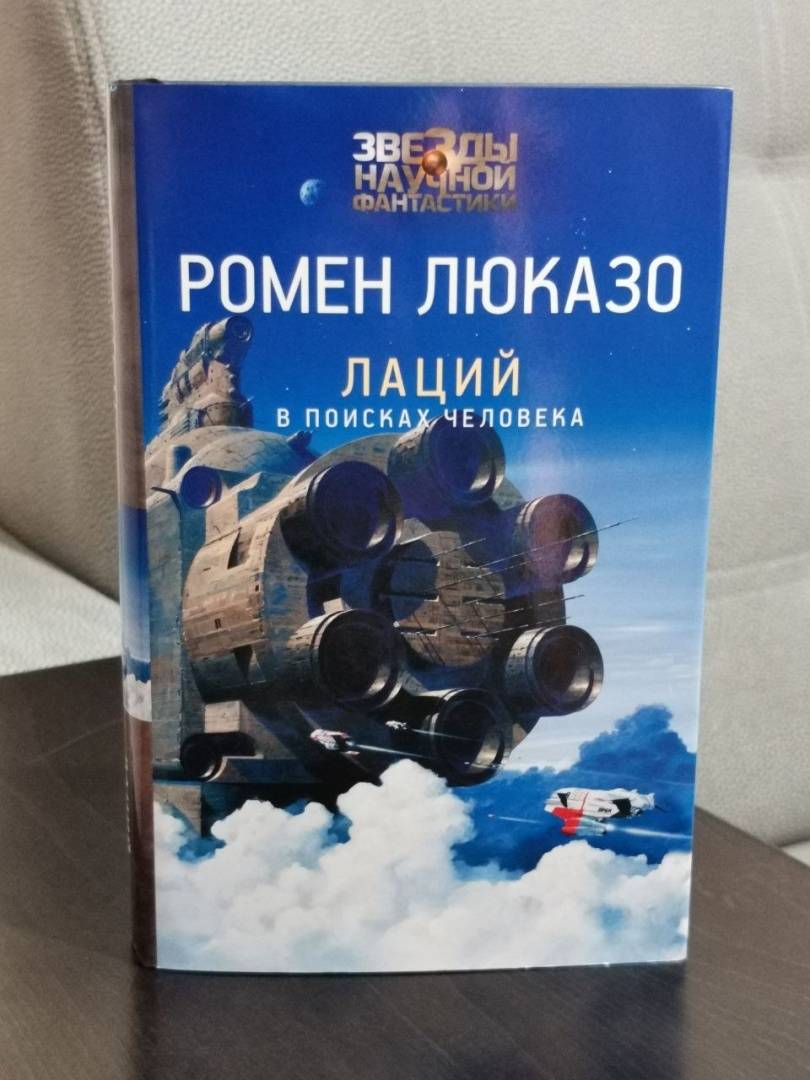 ЗВЕЗДЫ
НАУЧНОЙ
ФАНТАСТИКИ
РОМЕН ЛЮКАЗО
ЛАЦИЙ
В ПОИСКАХ ЧЕЛОВЕКА